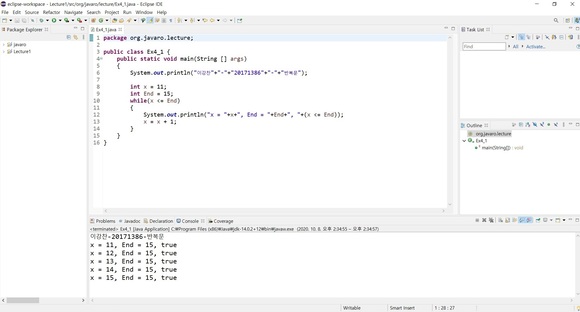 eclipse-workspace - Lecture1/src/org/javaro/lecture/Ex4_1.java - Eclipse IDE
File Edit Source Refactor Navigate Search Project Run Window Help
Package Explorer
javaro
Lecture1
Ex4_1.java
1 package org.javaro.lecture;
2
3 public class Ex4_1 {
4 public static void main(String [] args)
5 {
6 System.out.println("이강찬"+"-"+"20171386"+"-"+"반복문");
7
8 int x = 11;
9 int End = 15;
10 while(x <= End)
11 {
12 System.out.println("x = "+x+", End = "+End+", "+(x <= End));
13 x = x + 1;
14 }
15 }
16 }
Task List
Find
All
Activate...
Outline
org.javaro.lecture
Ex4_1
main(String[]) : void
Problems Javadoc Declaration Console Coverage
<terminated> Ex4_1 [Java Application] C:\Program Files (x86)\Java\jdk-14.0.2+12\bin\javaw.exe (2020. 10. 8. 오후 2:34:55 – 오후 2:34:57)
이강찬-20171386-반복문
x = 11, End = 15, true
x = 12, End = 15, true
x = 13, End = 15, true
x = 14, End = 15, true
x = 15, End = 15, true
Writable
Smart Insert
1 : 28 : 27